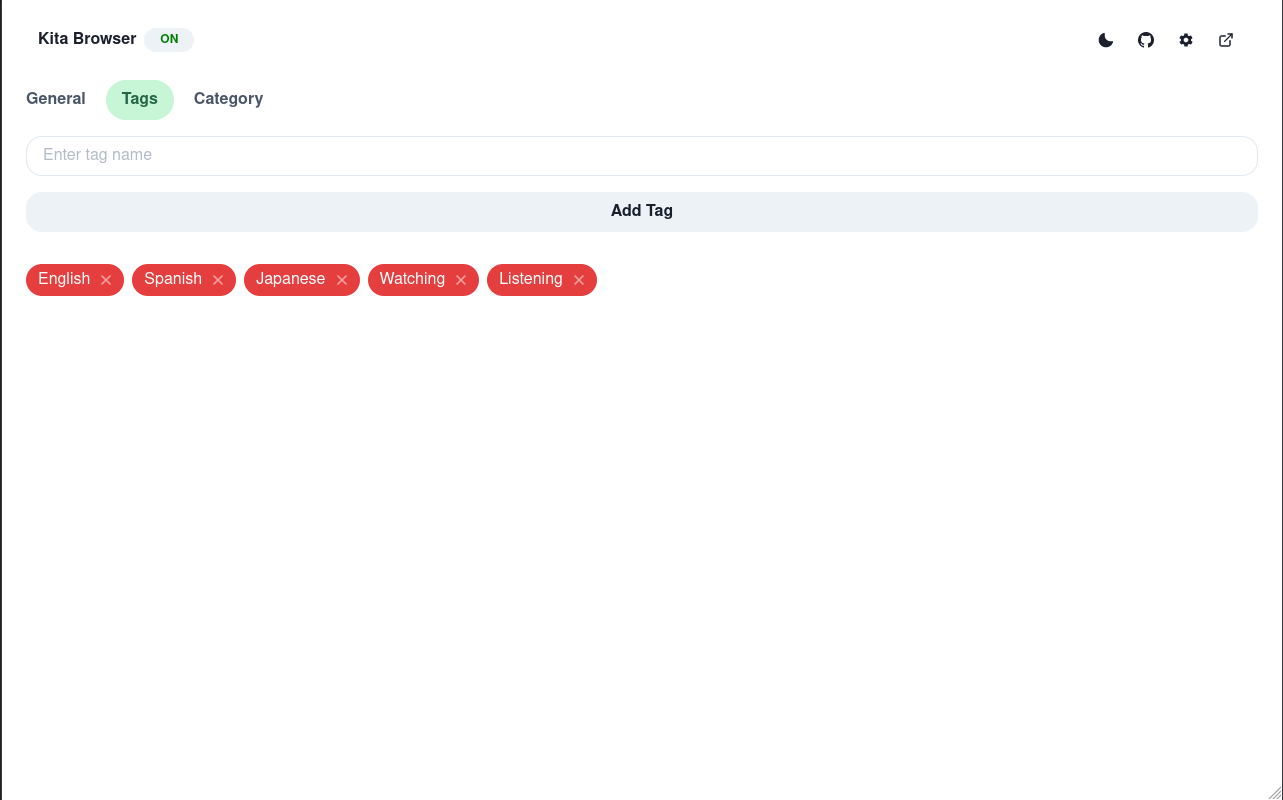 Kita Browser ON
General Tags Category
Enter tag name
Add Tag
English Spanish Japanese Watching Listening